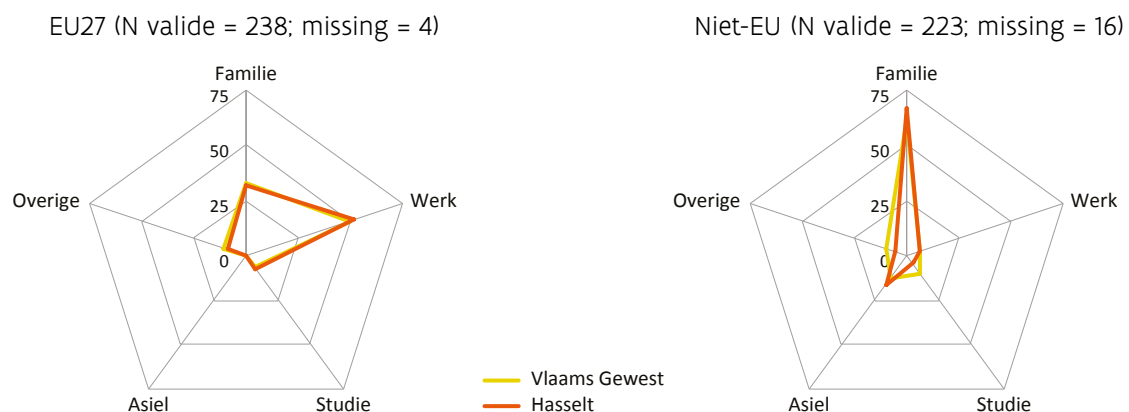 EU27 (N valide = 238; missing = 4)
Familie
75
50
25
0
Overige
Werk
Asiel
Studie
Niet-EU (N valide = 223; missing = 16)
Familie
75
50
25
0
Overige
Werk
Asiel
Studie
Vlaams Gewest
Hasselt